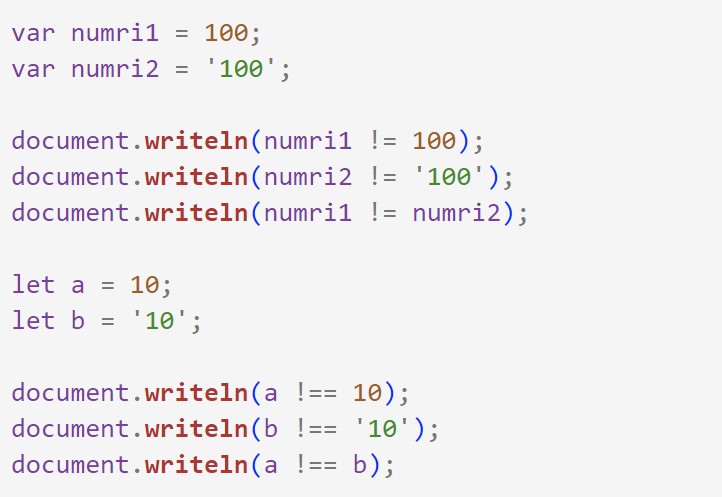 var numri1 = 100;
var numri2 = '100';
document.writeln(numri1 != 100);
document.writeln(numri2 != '100');
document.writeln(numri1 != numri2);
let a = 10;
let b = '10';
document.writeln(a !== 10);
document.writeln(b !== '10');
document.writeln(a !== b);